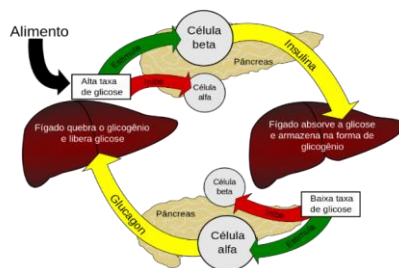 Alimento
Célula
beta
Estimula
Insulina
Pâncreas
Alta taxa
de glicose
Inibe
Célula
alfa
Fígado quebra o glicogênio
e libera glicose
Fígado absorve a glicose
e armazena na forma de
glicogênio
Célula
beta
Inibe
Baixa taxa
de glicose
Pâncreas
Glucagon
Célula
alfa
Estimula